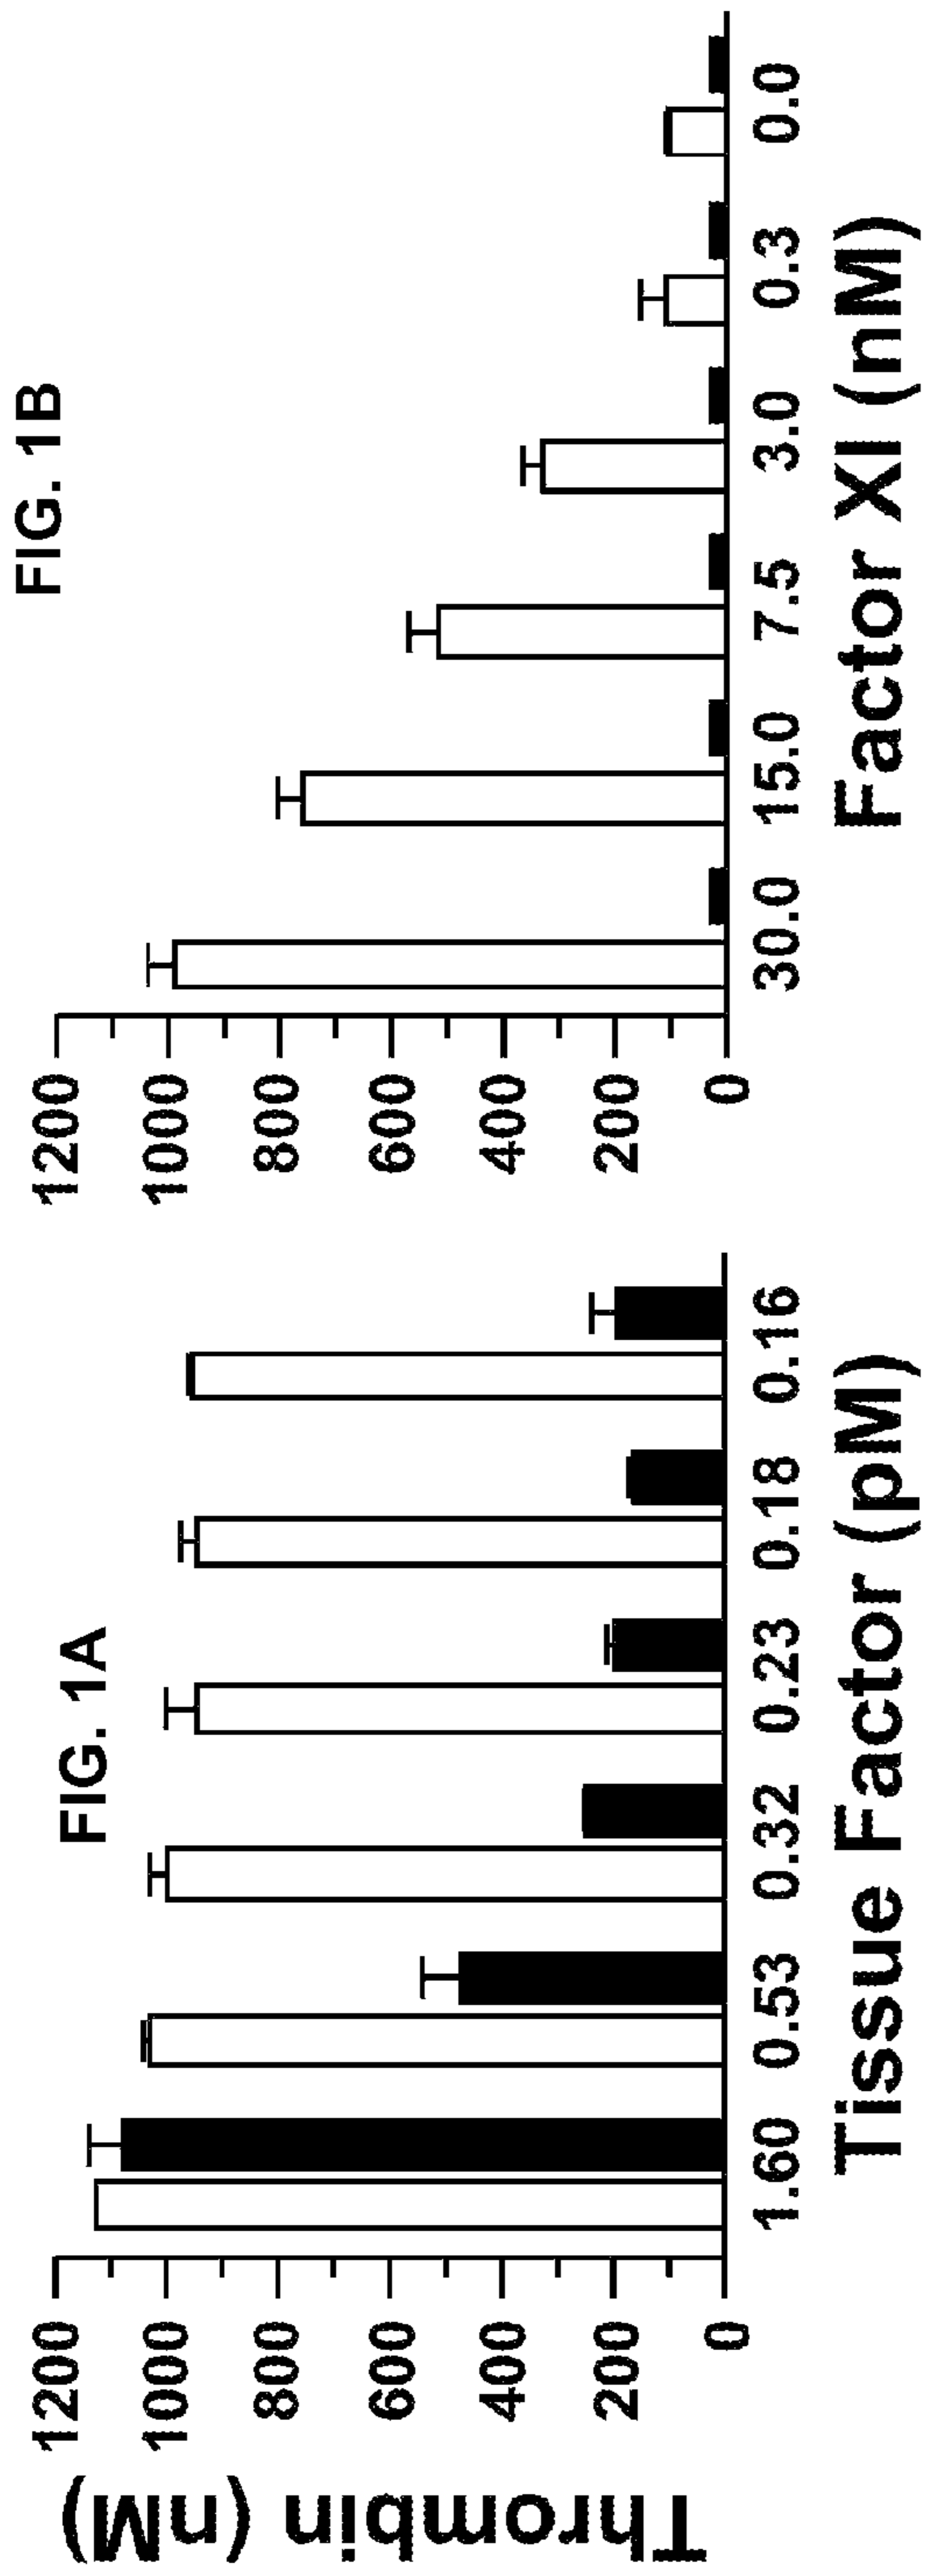 FIG. 1A
Thrombin (nM)
1200
1000
800
600
400
200
0
1.60 0.53 0.32 0.23 0.18 0.16
Tissue Factor (pM)
FIG. 1B
1200
1000
800
600
400
200
0
30.0 15.0 7.5 3.0 0.3 0.0
Factor XI (nM)